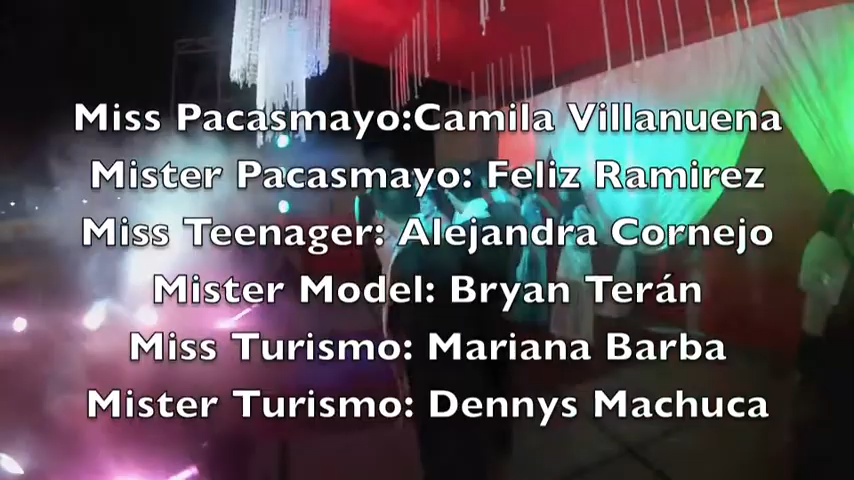 Miss Pacasmayo:Camila Villanuena
Mister Pacasmayo: Feliz Ramirez
Miss Teenager: Alejandra Cornejo
Mister Model: Bryan Terán
Miss Turismo: Mariana Barba
Mister Turismo: Dennys Machuca